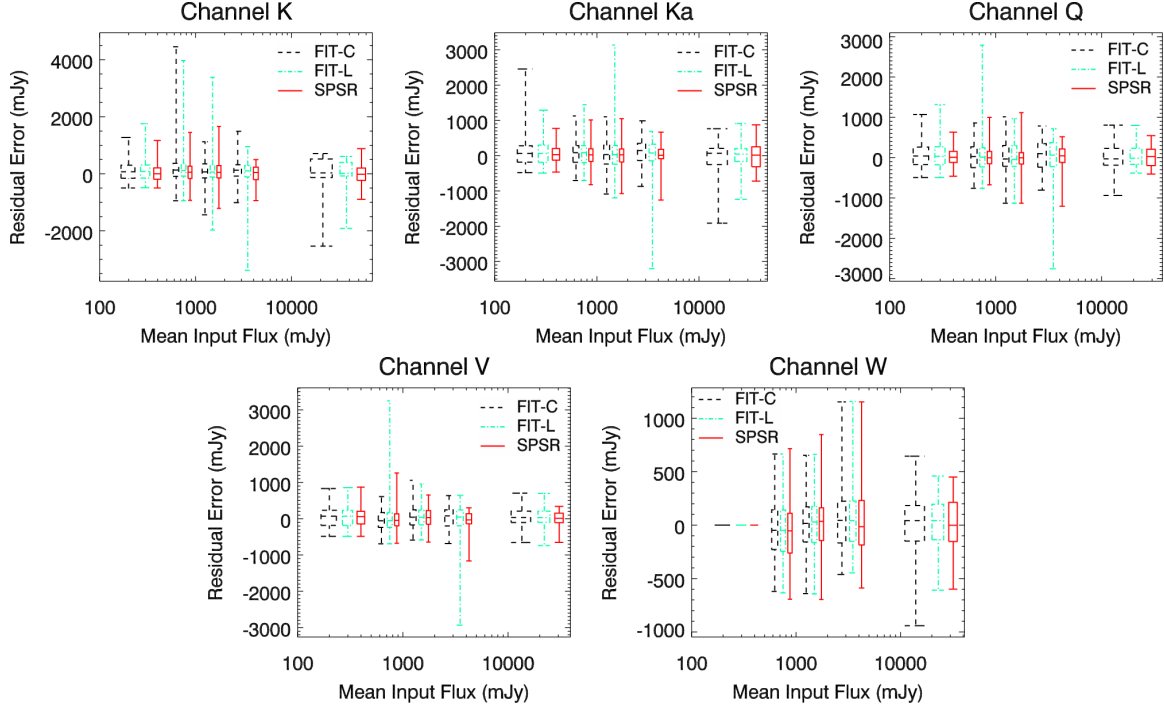 Channel K
Residual Error (mJy)
4000
2000
0
-2000
FIT-C
FIT-L
SPSR
100 1000 10000
Mean Input Flux (mJy)
Channel Ka
Residual Error (mJy)
3000
2000
1000
0
-1000
-2000
-3000
FIT-C
FIT-L
SPSR
100 1000 10000
Mean Input Flux (mJy)
Channel Q
Residual Error (mJy)
3000
2000
1000
0
-1000
-2000
-3000
FIT-C
FIT-L
SPSR
100 1000 10000
Mean Input Flux (mJy)
Channel V
Residual Error (mJy)
3000
2000
1000
0
-1000
-2000
-3000
FIT-C
FIT-L
SPSR
100 1000 10000
Mean Input Flux (mJy)
Channel W
Residual Error (mJy)
1000
500
0
-500
-1000
FIT-C
FIT-L
SPSR
100 1000 10000
Mean Input Flux (mJy)